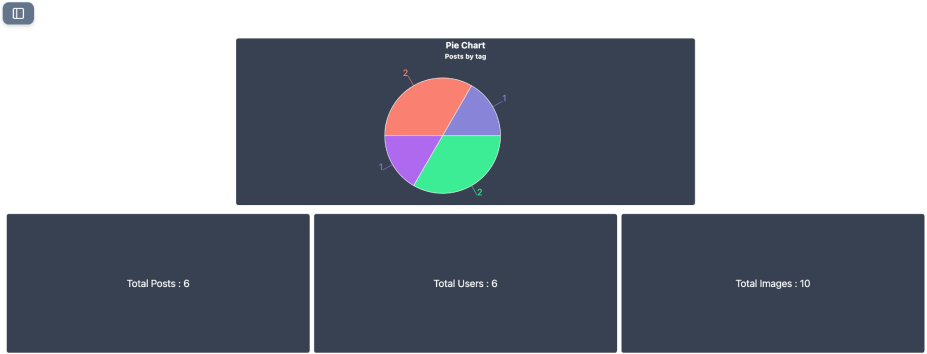 Pie Chart
Posts by tag
2
1
1
2
Total Posts : 6
Total Users : 6
Total Images : 10